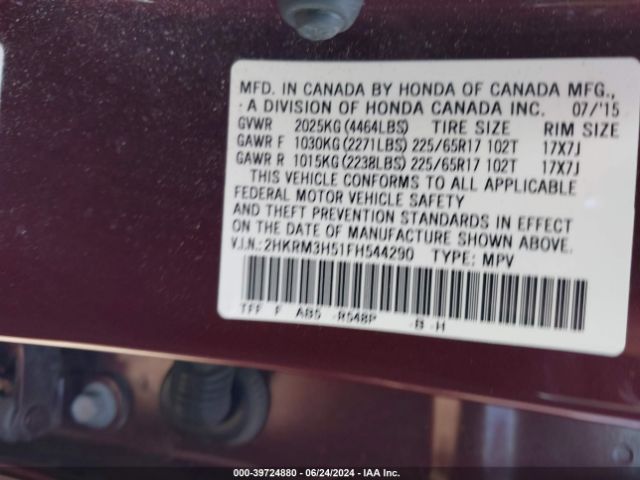 MFD. IN CANADA BY HONDA OF CANADA MFG.,
A DIVISION OF HONDA CANADA INC. 07/'15
GVWR 2025KG (4464LBS) TIRE SIZE RIM SIZE
GAWR F 1030KG (2271LBS) 225/65R17 102T 17X7J
GAWR R 1015KG (2238LBS) 225/65R17 102T 17X7J
THIS VEHICLE CONFORMS TO ALL APPLICABLE
FEDERAL MOTOR VEHICLE SAFETY
AND THEFT PREVENTION STANDARDS IN EFFECT
ON THE DATE OF MANUFACTURE SHOWN ABOVE.
V.I.N.:2HKRM3H51FH544290 TYPE: MPV
TFF F AB5 -R548P -B -H
000-39724880 - 06/24/2024 - IAA Inc.